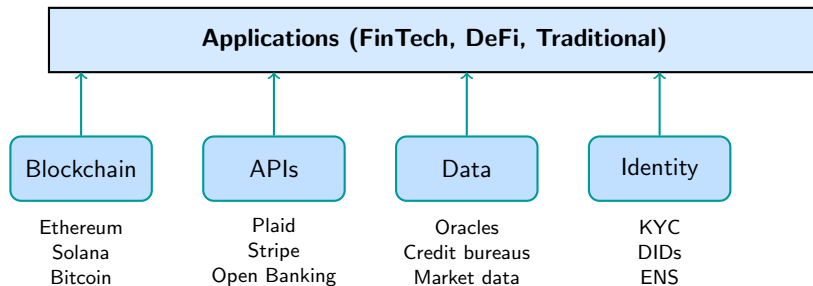 Applications (FinTech, DeFi, Traditional)
Blockchain
APIs
Data
Identity
Ethereum
Solana
Bitcoin
Plaid
Stripe
Open Banking
Oracles
Credit bureaus
Market data
KYC
DIDs
ENS